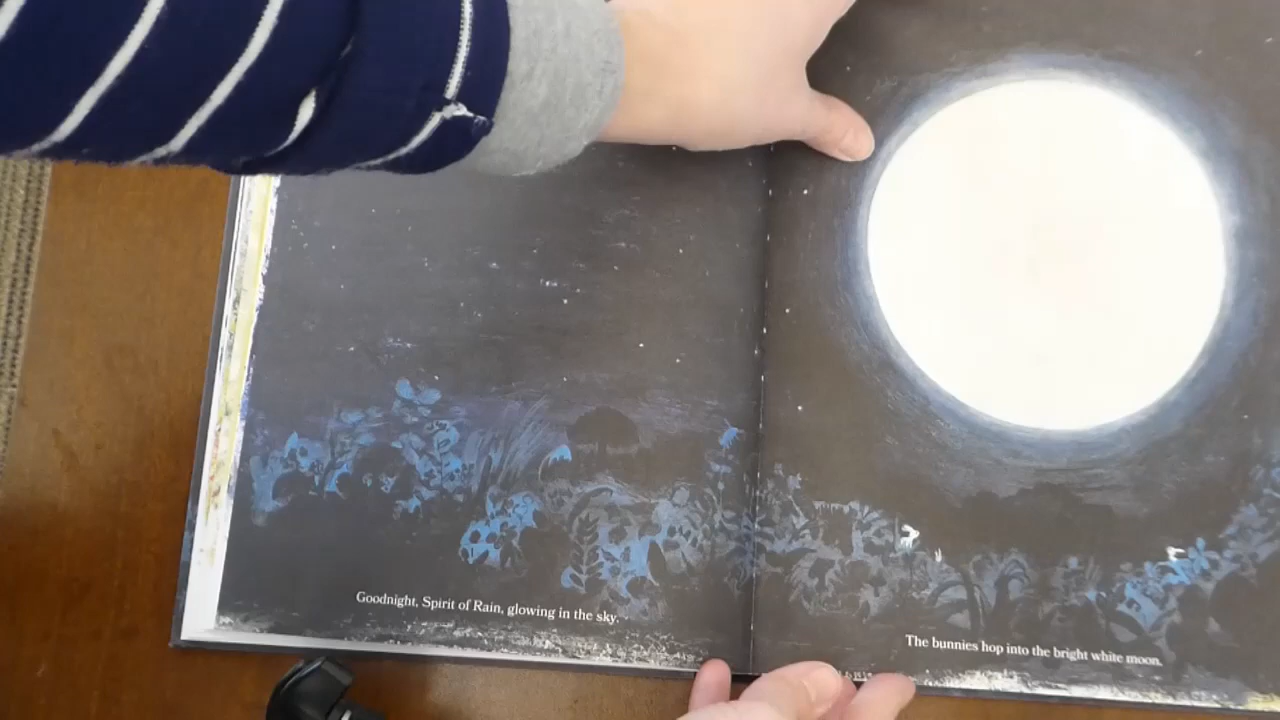 Goodnight, Spirit of Rain, glowing in the sky.
The bunnies hop into the bright white moon.